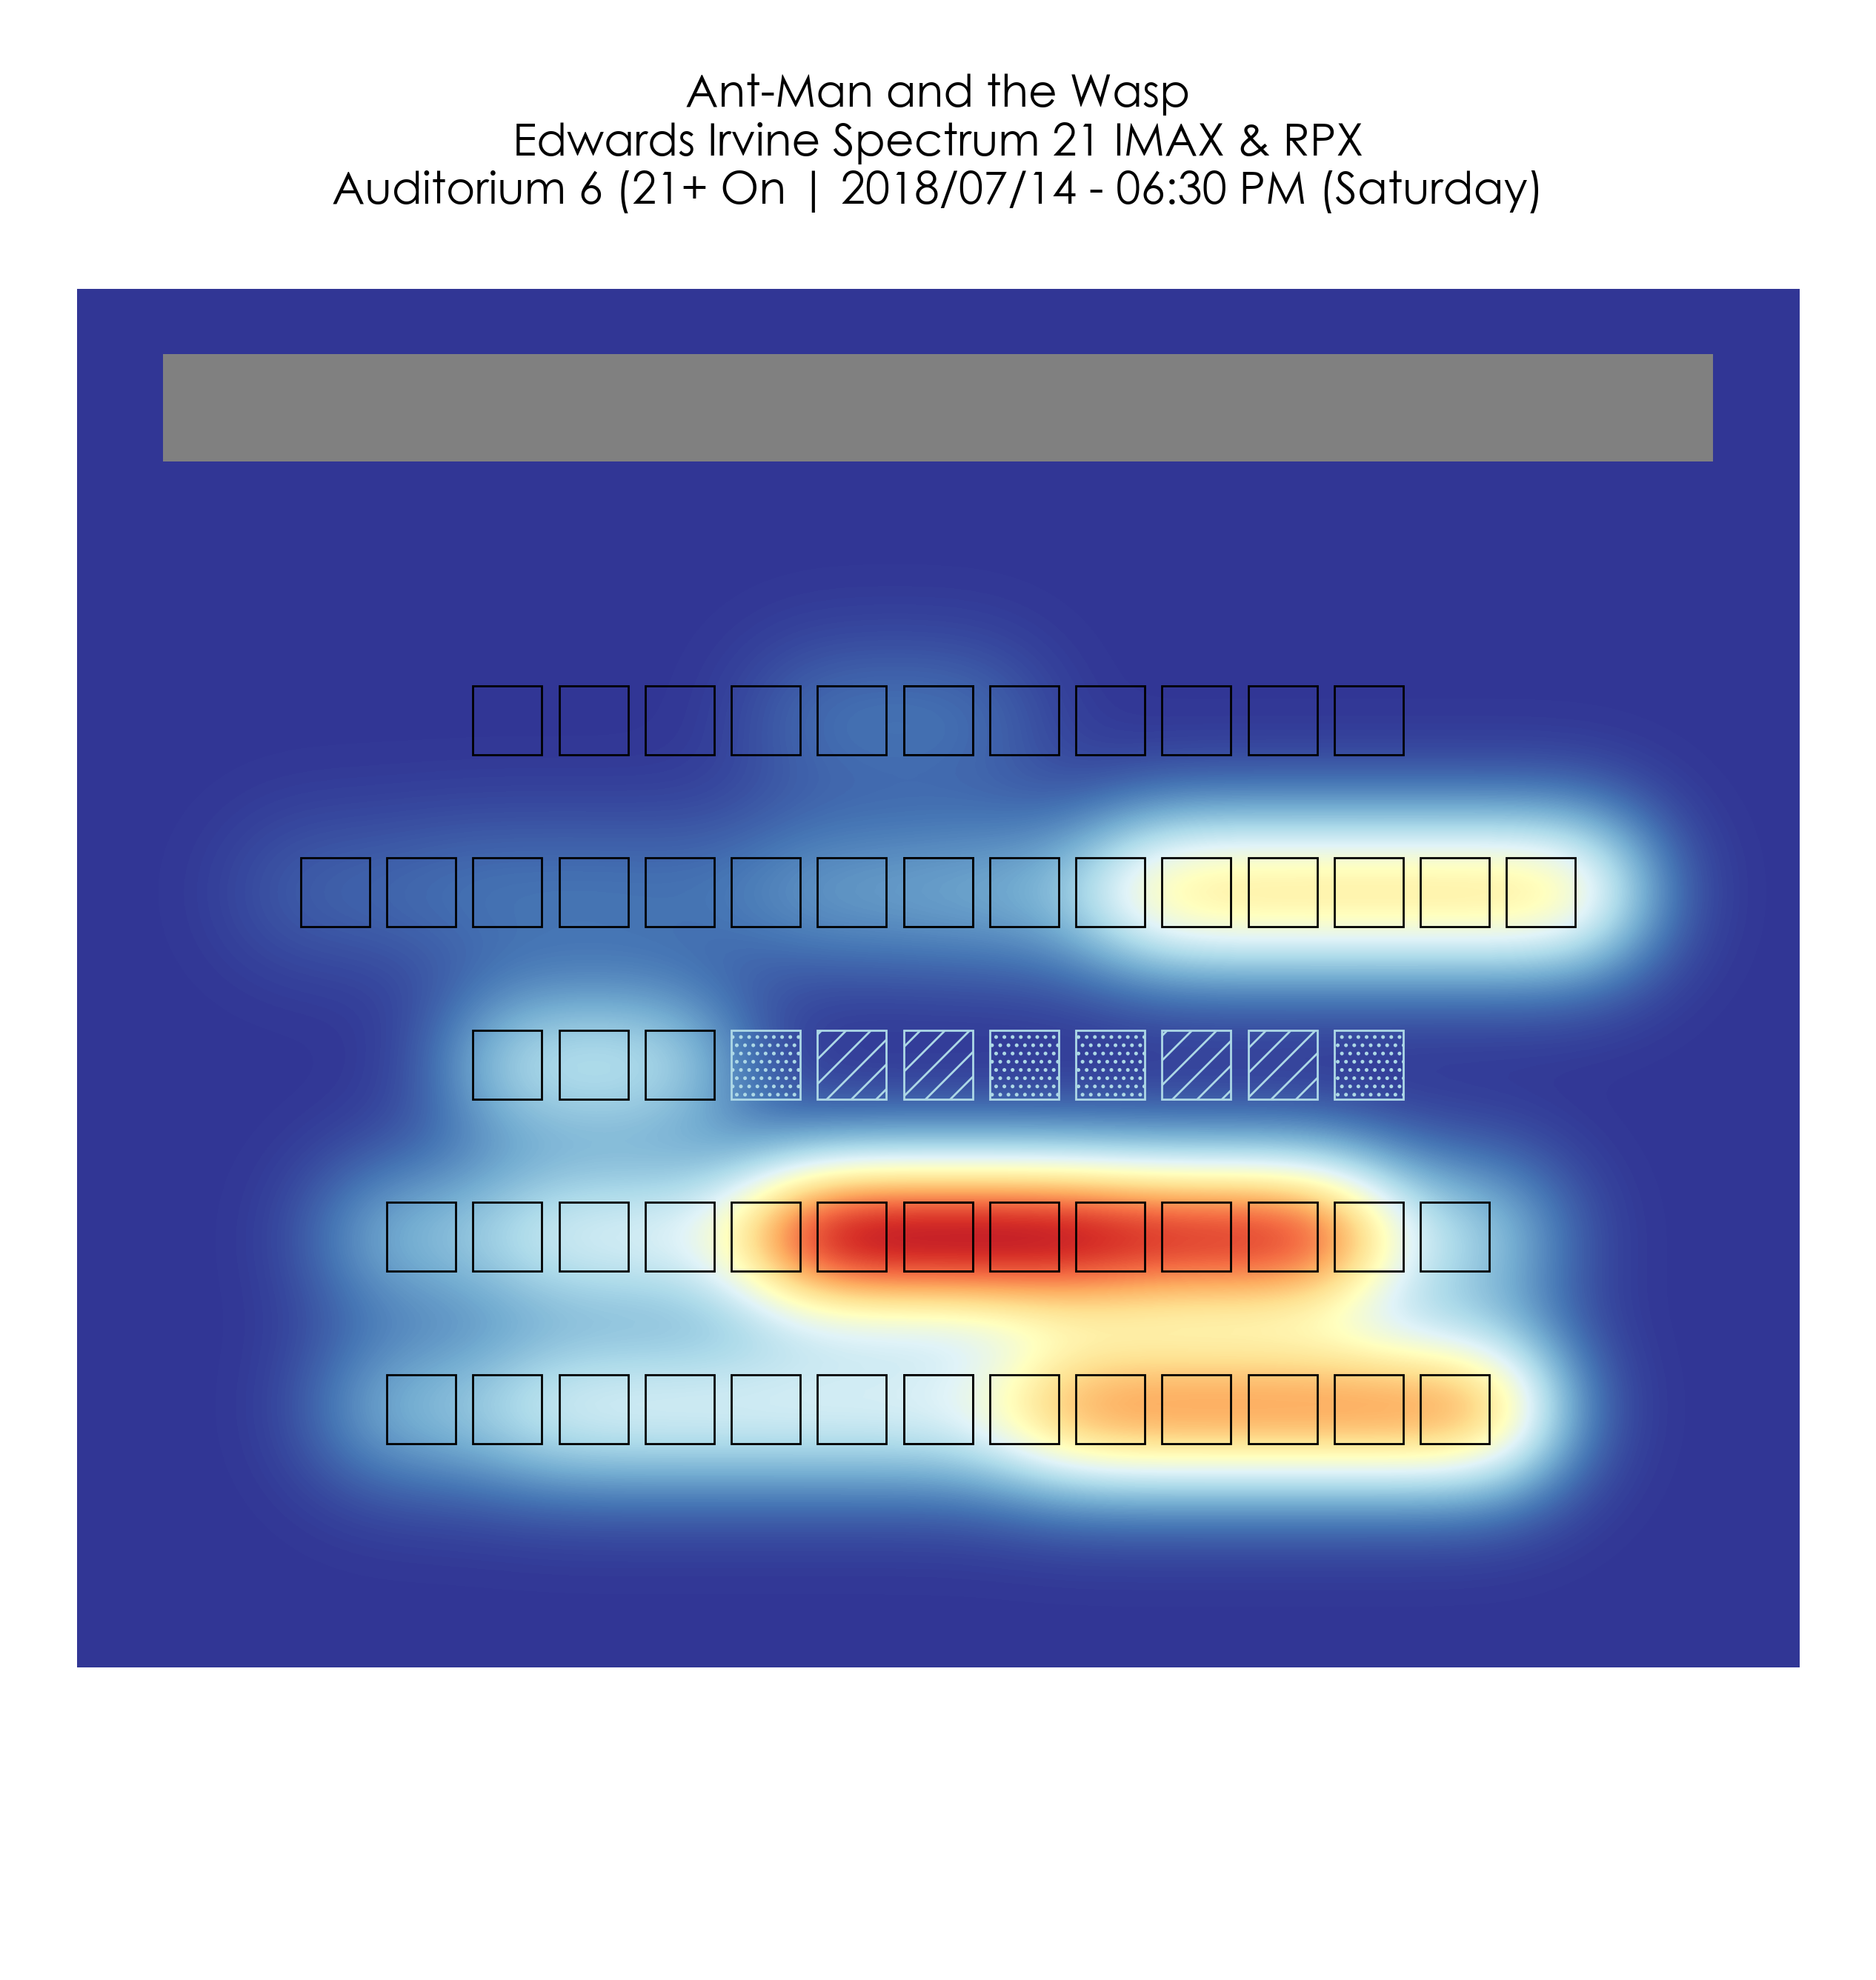 Ant-Man and the Wasp
Edwards Irvine Spectrum 21 IMAX & RPX
Auditorium 6 (21+ On | 2018/07/14 - 06:30 PM (Saturday)